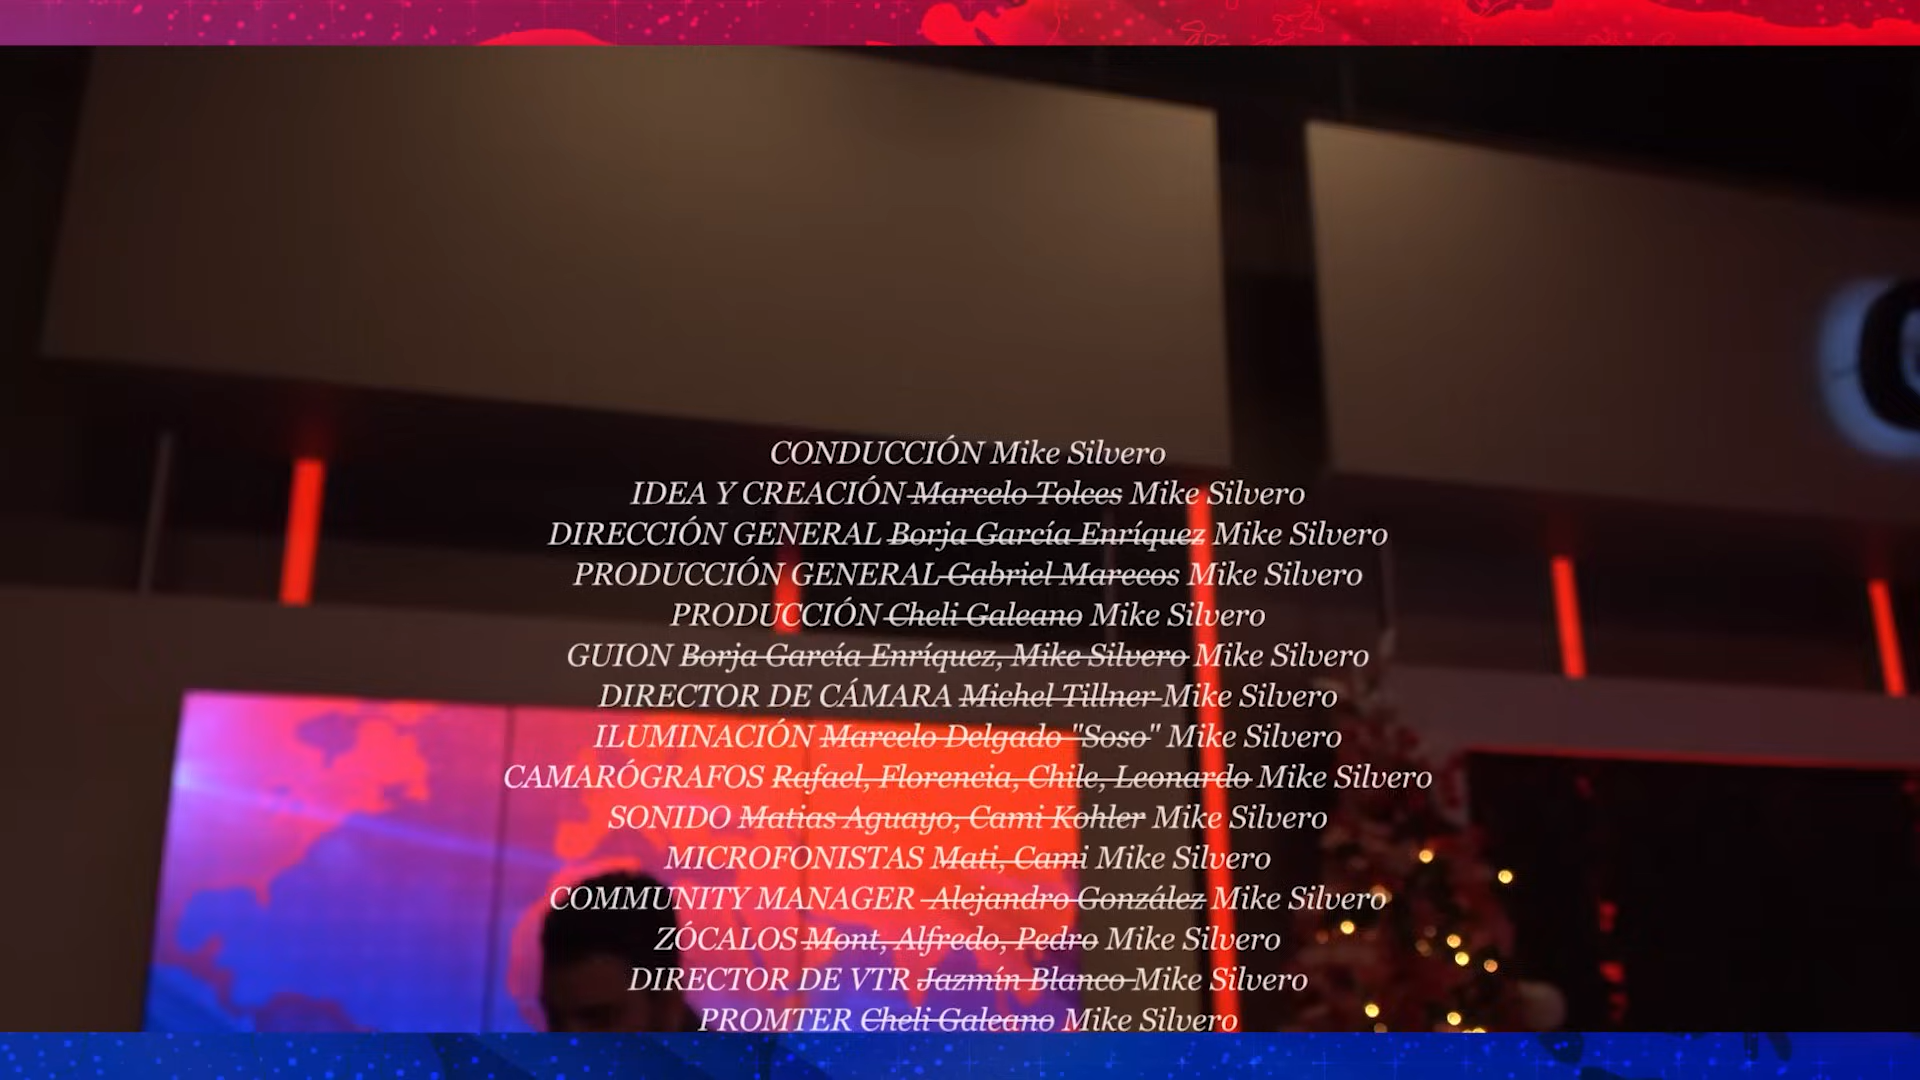 CONDUCCIÓN Mike Silvero
IDEA Y CREACIÓN Marcelo Tolces Mike Silvero
DIRECCIÓN GENERAL Borja García Enríquez Mike Silvero
PRODUCCIÓN GENERAL Gabriel Marecos Mike Silvero
PRODUCCIÓN Cheli Galeano Mike Silvero
GUION Borja García Enríquez, Mike Silvero Mike Silvero
DIRECTOR DE CÁMARA Michel Tillner Mike Silvero
ILUMINACIÓN Marcelo Delgado "Soso" Mike Silvero
CAMARÓGRAFOS Rafael, Florencia, Chile, Leonardo Mike Silvero
SONIDO Matias Aguayo, Cami Kohler Mike Silvero
MICROFONISTAS Mati, Cami Mike Silvero
COMMUNITY MANAGER Alejandro González Mike Silvero
ZÓCALOS Mont, Alfredo, Pedro Mike Silvero
DIRECTOR DE VTR Jazmín Blanco Mike Silvero
PROMTER Cheli Galeano Mike Silvero